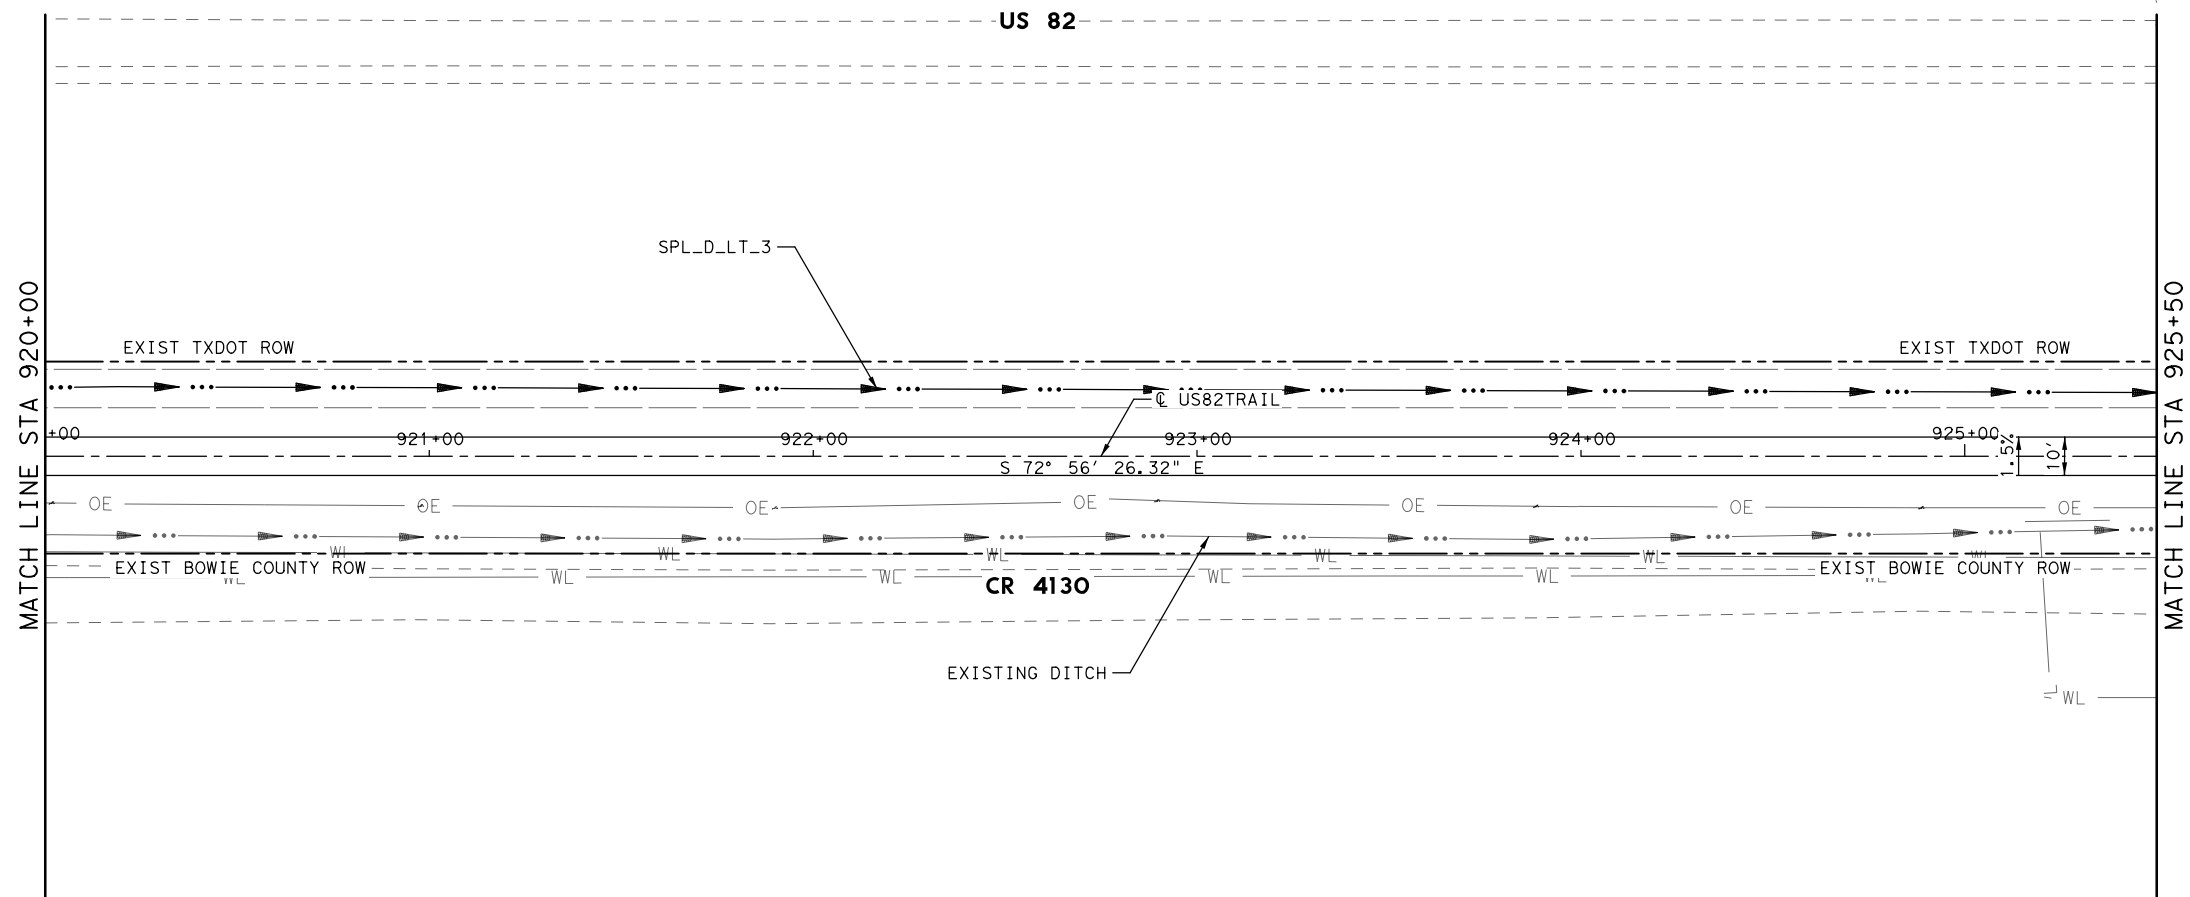 US 82
SPL_D_LT_3
EXIST TXDOT ROW
EXIST TXDOT ROW
℄ US82TRAIL
+00
921+00
922+00
923+00
924+00
925+00
1.5%
10'
S 72° 56' 26.32" E
OE
OE
OE
OE
OE
OE
OE
WL
WL
WL
WL
WL
WL
EXIST BOWIE COUNTY ROW
EXIST BOWIE COUNTY ROW
WL
WL
WL
WL
WL
WL
CR 4130
EXISTING DITCH
WL
MATCH LINE STA 920+00
MATCH LINE STA 925+50